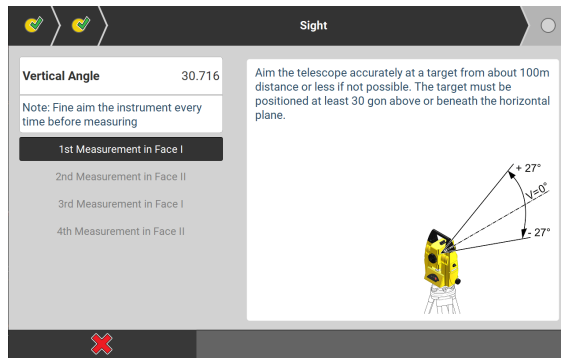 Sight
Vertical Angle 30.716
Note: Fine aim the instrument every
time before measuring
1st Measurement in Face I
2nd Measurement in Face II
3rd Measurement in Face I
4th Measurement in Face II
Aim the telescope accurately at a target from about 100m
distance or less if not possible. The target must be
positioned at least 30 gon above or beneath the horizontal
plane.
+ 27°
V=0°
- 27°